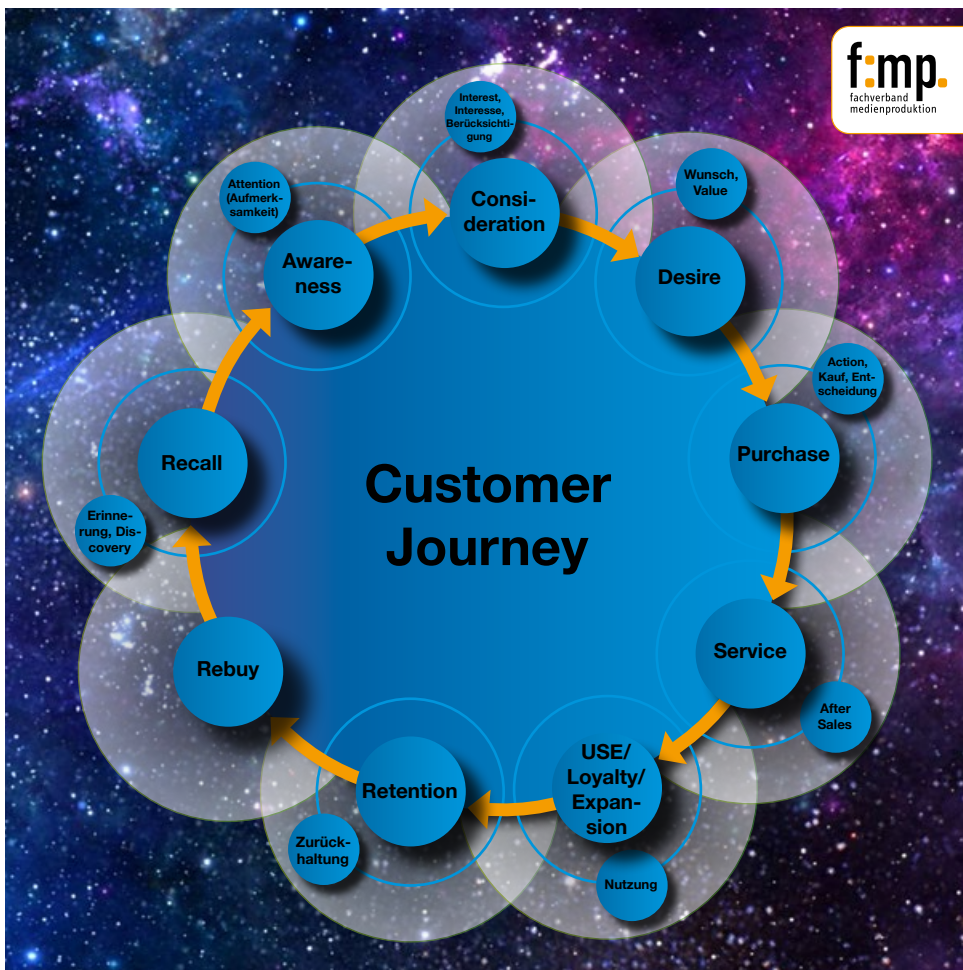 f:mp.
fachverband
medienproduktion
Interest,
Interesse,
Berücksichti-
gung
Consi-
deration
Wunsch,
Value
Desire
Action,
Kauf, Ent-
scheidung
Purchase
Service
After
Sales
USE/
Loyalty/
Expan-
sion
Nutzung
Retention
Zurück-
haltung
Rebuy
Recall
Erinne-
rung, Dis-
covery
Attention
(Aufmerk-
samkeit)
Aware-
ness
Customer
Journey